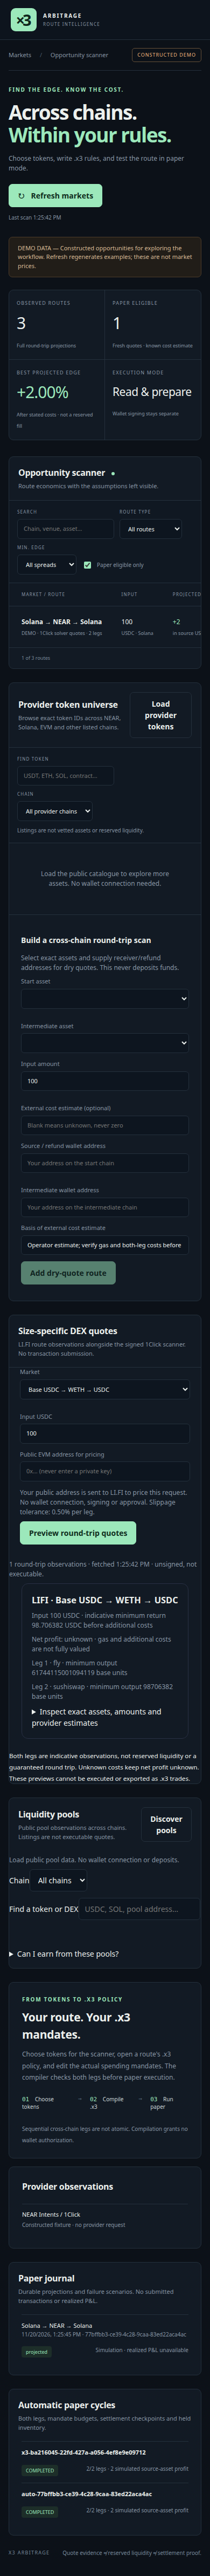 x3
ARBITRAGE
ROUTE INTELLIGENCE
Markets / Opportunity scanner
CONSTRUCTED DEMO
FIND THE EDGE. KNOW THE COST.
Across chains.
Within your rules.
Choose tokens, write .x3 rules, and test the route in paper
mode.
↻ Refresh markets
Last scan 1:25:42 PM
DEMO DATA — Constructed opportunities for exploring the
workflow. Refresh regenerates examples; these are not market
prices.
OBSERVED ROUTES
3
Full round-trip projections
PAPER ELIGIBLE
1
Fresh quotes · known cost estimate
BEST PROJECTED EDGE
+2.00%
After stated costs · not a reserved
fill
EXECUTION MODE
Read & prepare
Wallet signing stays separate
Opportunity scanner
Route economics with the assumptions left visible.
SEARCH
Chain, venue, asset...
ROUTE TYPE
All routes
MIN. EDGE
All spreads
Paper eligible only
MARKET / ROUTE INPUT PROJECTED
Solana → NEAR → Solana 100 +2
DEMO · 1Click solver quotes · 2 legs USDC · Solana in source US
1 of 3 routes
Provider token universe
Browse exact token IDs across NEAR,
Solana, EVM and other listed chains.
Load
provider
tokens
FIND TOKEN
USDT, ETH, SOL, contract...
CHAIN
All provider chains
Listings are not vetted assets or reserved liquidity.
Load the public catalogue to explore more
assets. No wallet connection needed.
Build a cross-chain round-trip scan
Select exact assets and supply receiver/refund
addresses for dry quotes. This never deposits funds.
Start asset
Intermediate asset
Input amount
100
External cost estimate (optional)
Blank means unknown, never zero
Source / refund wallet address
Your address on the start chain
Intermediate wallet address
Your address on the intermediate chain
Basis of external cost estimate
Operator estimate; verify gas and both-leg costs before
Add dry-quote route
Size-specific DEX quotes
LI.FI route observations alongside the signed 1Click scanner.
No transaction submission.
Market
Base USDC → WETH → USDC
Input USDC
100
Public EVM address for pricing
0x... (never enter a private key)
Your public address is sent to LI.FI to price this request.
No wallet connection, signing or approval. Slippage
tolerance: 0.50% per leg.
Preview round-trip quotes
1 round-trip observations · fetched 1:25:42 PM · unsigned, not
executable.
LIFI · Base USDC → WETH → USDC
Input 100 USDC · indicative minimum return
98.706382 USDC before additional costs
Net profit: unknown · gas and additional costs
are not fully valued
Leg 1 · fly · minimum output
61744115001094119 base units
Leg 2 · sushiswap · minimum output 98706382
base units
▶ Inspect exact assets, amounts and
provider estimates
Both legs are indicative observations, not reserved liquidity or a
guaranteed round trip. Unknown costs keep net profit unknown.
These previews cannot be executed or exported as .x3 trades.
Liquidity pools
Public pool observations across chains.
Listings are not executable quotes.
Discover
pools
Load public pool data. No wallet connection or deposits.
Chain All chains
Find a token or DEX USDC, SOL, pool address...
▶ Can I earn from these pools?
FROM TOKENS TO .X3 POLICY
Your route. Your .x3
mandates.
Choose tokens for the scanner, open a route's .x3
policy, and edit the actual spending mandates. The
compiler checks both legs before paper execution.
01 Choose tokens → 02 Compile .x3 → 03 Run paper
Sequential cross-chain legs are not atomic. Compilation grants no
wallet authorization.
Provider observations
NEAR Intents / 1Click
Constructed fixture · no provider request
Paper journal
Durable projections and failure scenarios. No submitted
transactions or realized P&L.
Solana → NEAR → Solana
11/20/2026, 1:25:45 PM · 77bffbb3-ce39-4c28-9caa-83ed22aca4ac
projected
Simulation · realized P&L unavailable
Automatic paper cycles
Both legs, mandate budgets, settlement checkpoints and held
inventory.
x3-ba216045-22fd-427a-a056-4ef8e9e09712
COMPLETED
2/2 legs · 2 simulated source-asset profit
auto-77bffbb3-ce39-4c28-9caa-83ed22aca4ac
COMPLETED
2/2 legs · 2 simulated source-asset profit
X3 ARBITRAGE
Quote evidence ≠ reserved liquidity ≠ settlement proof.